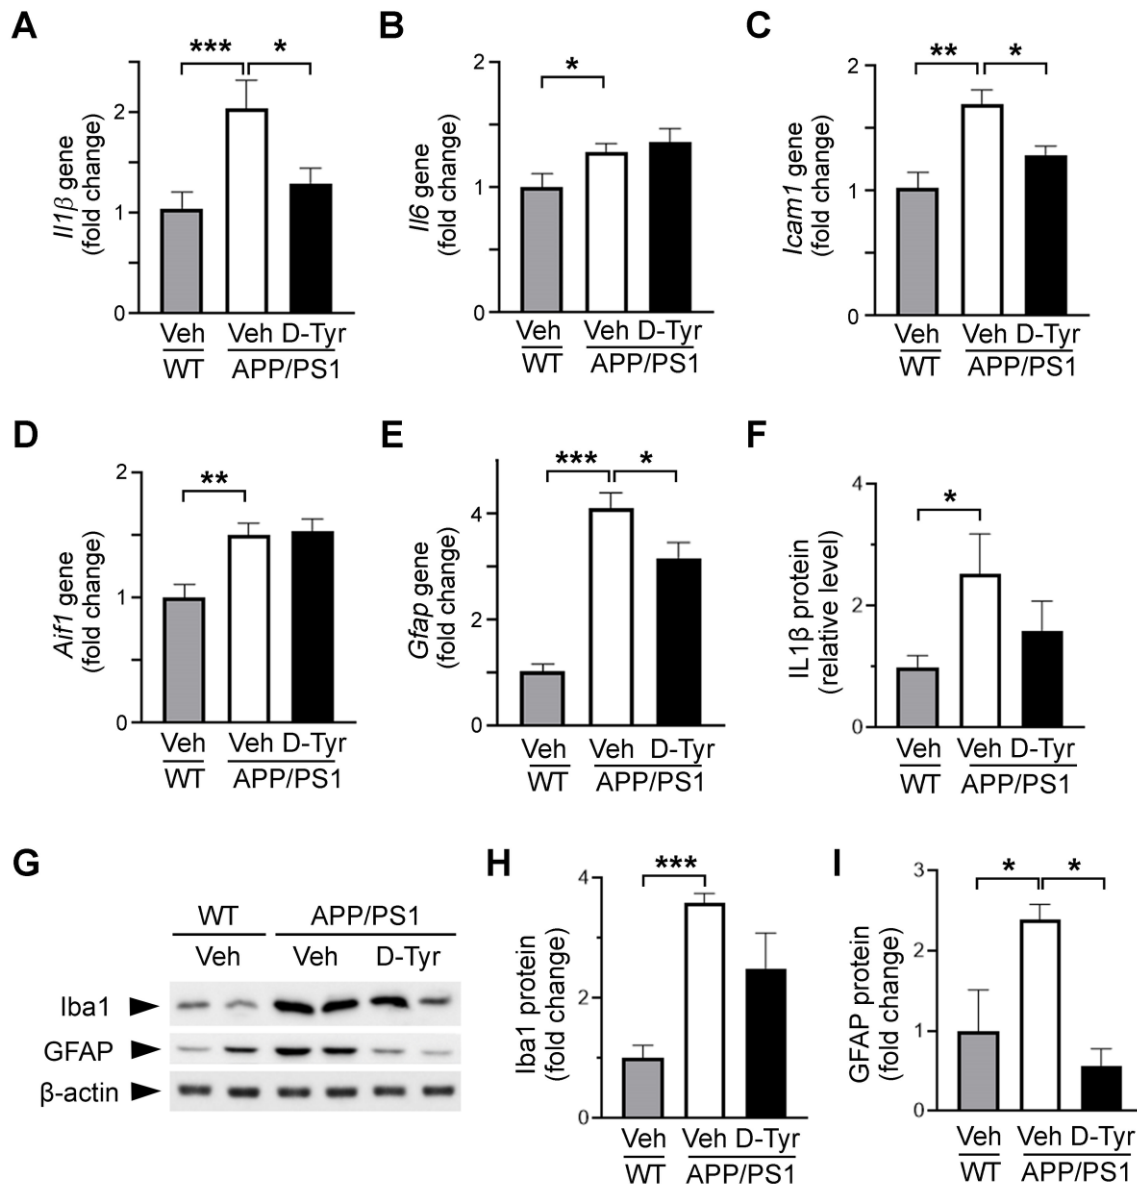 A
Il1β gene
(fold change)
2
1
0
***
*
Veh
Veh D-Tyr
WT
APP/PS1
B
Il6 gene
(fold change)
2
1
0
*
Veh
Veh D-Tyr
WT
APP/PS1
C
Icam1 gene
(fold change)
2
1
0
**
*
Veh
Veh D-Tyr
WT
APP/PS1
D
Aif1 gene
(fold change)
2
1
0
**
Veh
Veh D-Tyr
WT
APP/PS1
E
Gfap gene
(fold change)
4
2
0
***
*
Veh
Veh D-Tyr
WT
APP/PS1
F
IL1β protein
(relative level)
4
2
0
*
Veh
Veh D-Tyr
WT
APP/PS1
G
WT
APP/PS1
Veh
Veh
D-Tyr
Iba1
GFAP
β-actin
H
Iba1 protein
(fold change)
4
2
0
***
Veh
Veh D-Tyr
WT
APP/PS1
I
GFAP protein
(fold change)
3
2
1
0
*
*
Veh
Veh D-Tyr
WT
APP/PS1